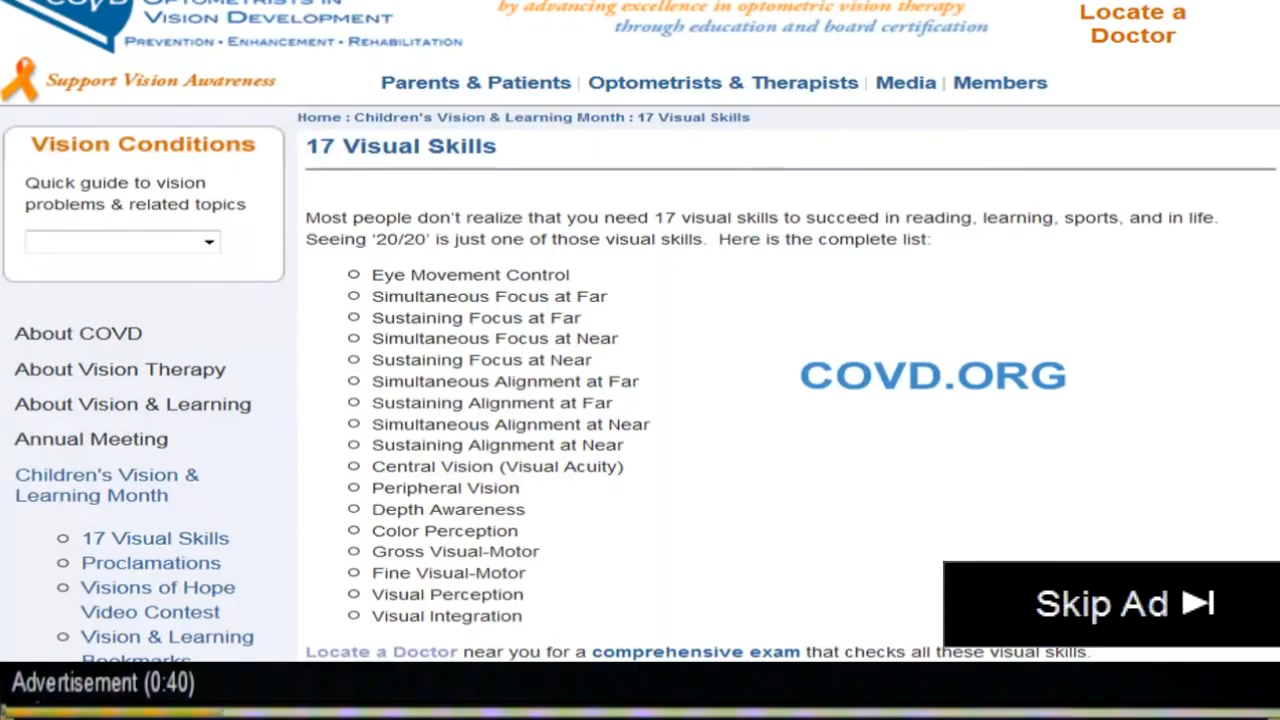 COVD OPTOMETRISTS IN
VISION DEVELOPMENT
PREVENTION • ENHANCEMENT • REHABILITATION
by advancing excellence in optometric vision therapy
through education and board certification
Locate a
Doctor
Support Vision Awareness
Parents & Patients | Optometrists & Therapists | Media | Members
Home : Children's Vision & Learning Month : 17 Visual Skills
Vision Conditions
Quick guide to vision
problems & related topics
About COVD
About Vision Therapy
About Vision & Learning
Annual Meeting
Children's Vision &
Learning Month
17 Visual Skills
Proclamations
Visions of Hope
Video Contest
Vision & Learning
Bookmarks
17 Visual Skills
Most people don't realize that you need 17 visual skills to succeed in reading, learning, sports, and in life.
Seeing '20/20' is just one of those visual skills. Here is the complete list:
Eye Movement Control
Simultaneous Focus at Far
Sustaining Focus at Far
Simultaneous Focus at Near
Sustaining Focus at Near
Simultaneous Alignment at Far
Sustaining Alignment at Far
Simultaneous Alignment at Near
Sustaining Alignment at Near
Central Vision (Visual Acuity)
Peripheral Vision
Depth Awareness
Color Perception
Gross Visual-Motor
Fine Visual-Motor
Visual Perception
Visual Integration
COVD.ORG
Locate a Doctor near you for a comprehensive exam that checks all these visual skills.
Skip Ad
Advertisement (0:40)